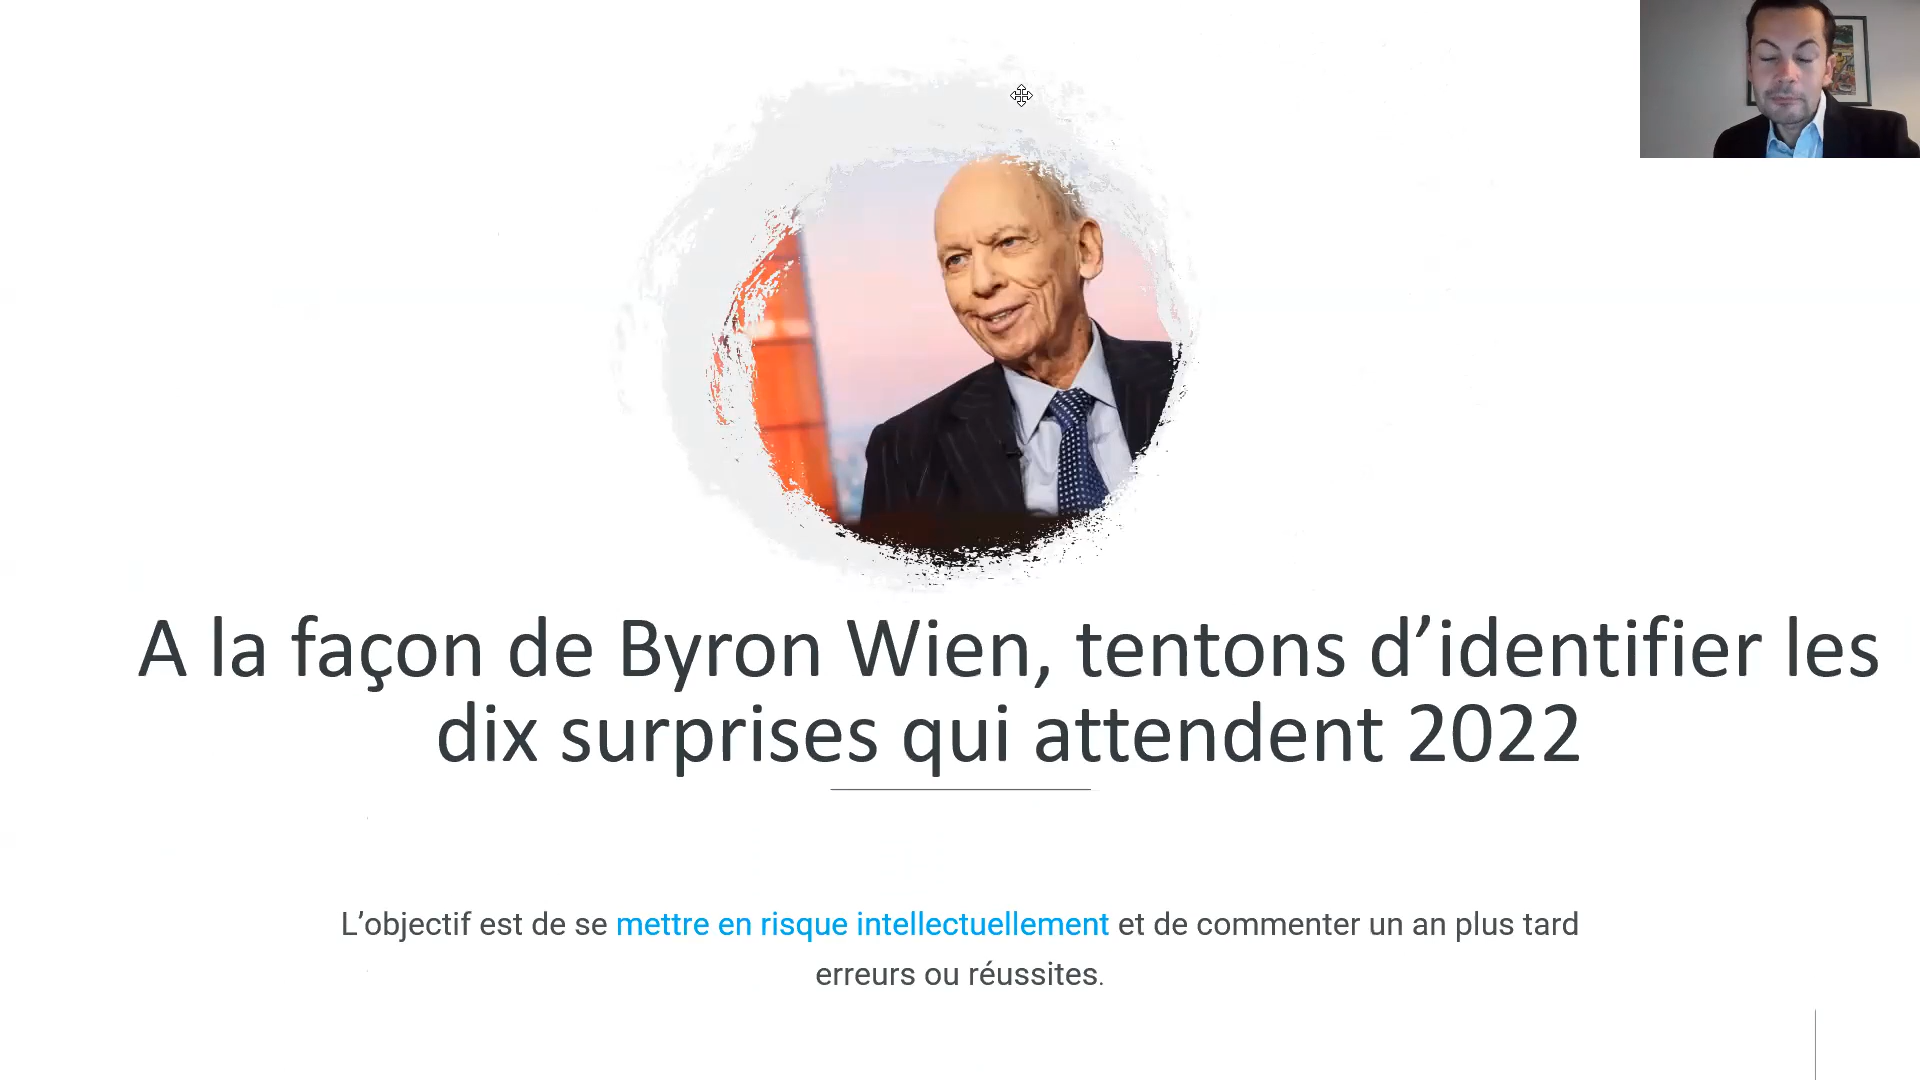 A la façon de Byron Wien, tentons d’identifier les
dix surprises qui attendent 2022
L’objectif est de se mettre en risque intellectuellement et de commenter un an plus tard
erreurs ou réussites.